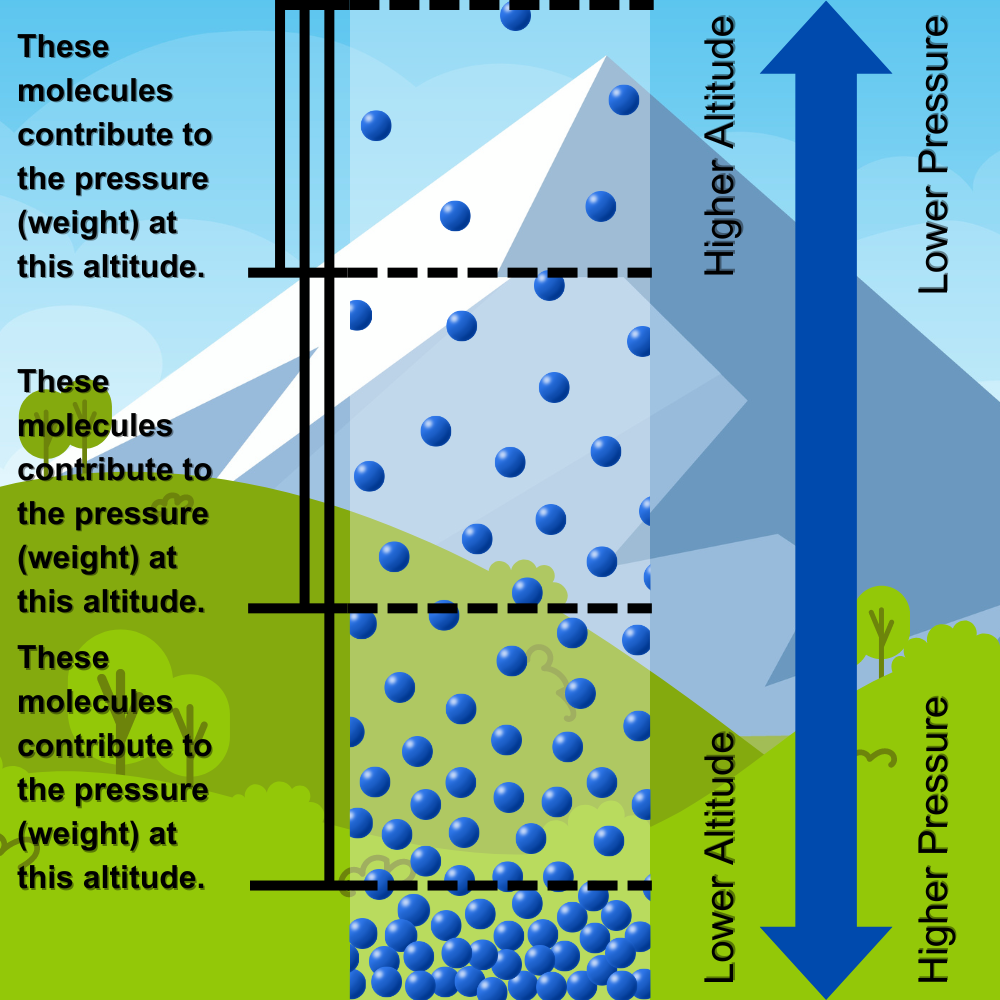 These
molecules
contribute to
the pressure
(weight) at
this altitude.
These
molecules
contribute to
the pressure
(weight) at
this altitude.
These
molecules
contribute to
the pressure
(weight) at
this altitude.
Higher Altitude
Lower Pressure
Lower Altitude
Higher Pressure